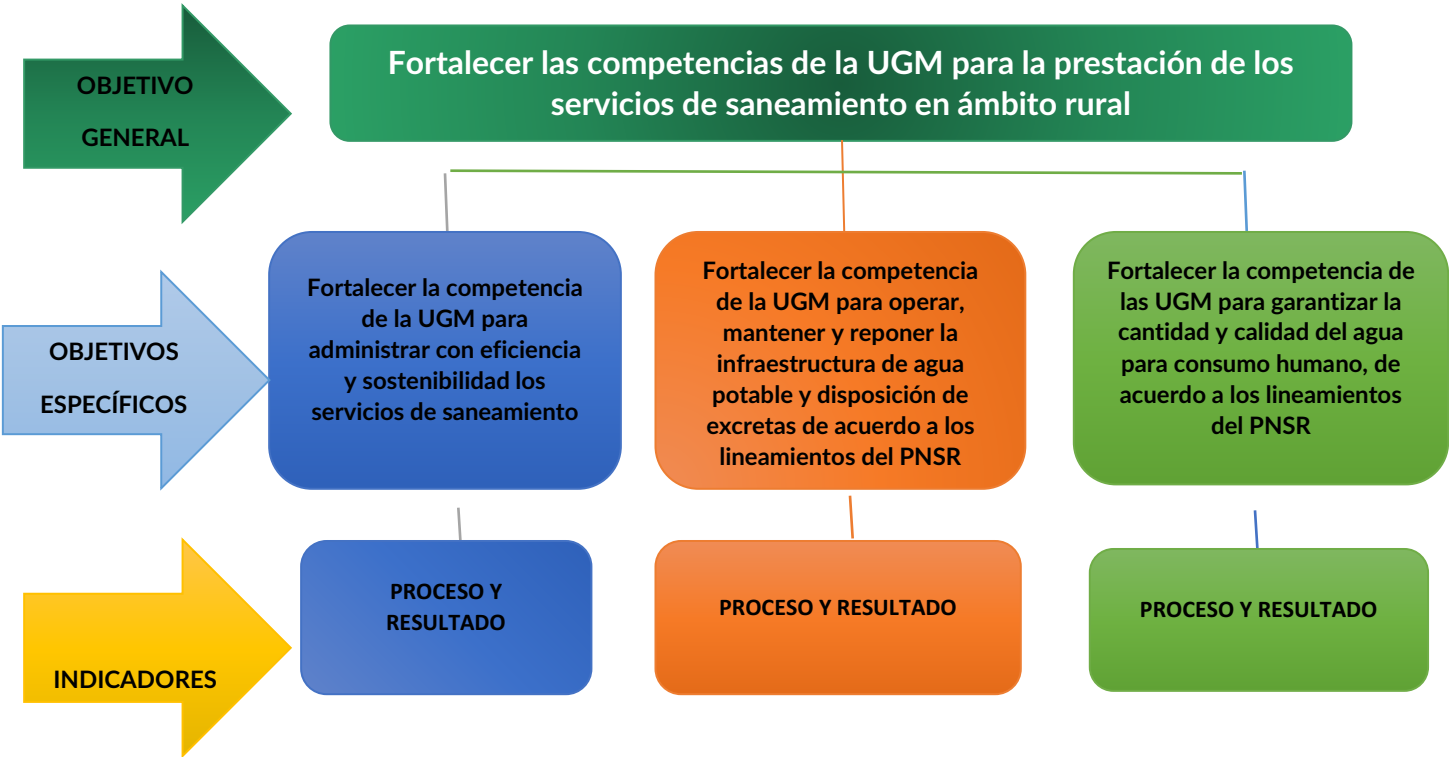 OBJETIVO
GENERAL
Fortalecer las competencias de la UGM para la prestación de los
servicios de saneamiento en ámbito rural
OBJETIVOS
ESPECÍFICOS
Fortalecer la competencia
de la UGM para
administrar con eficiencia
y sostenibilidad los
servicios de saneamiento
Fortalecer la competencia
de la UGM para operar,
mantener y reponer la
infraestructura de agua
potable y disposición de
excretas de acuerdo a los
lineamientos del PNSR
Fortalecer la competencia de
las UGM para garantizar la
cantidad y calidad del agua
para consumo humano, de
acuerdo a los lineamientos
del PNSR
INDICADORES
PROCESO Y
RESULTADO
PROCESO Y RESULTADO
PROCESO Y RESULTADO